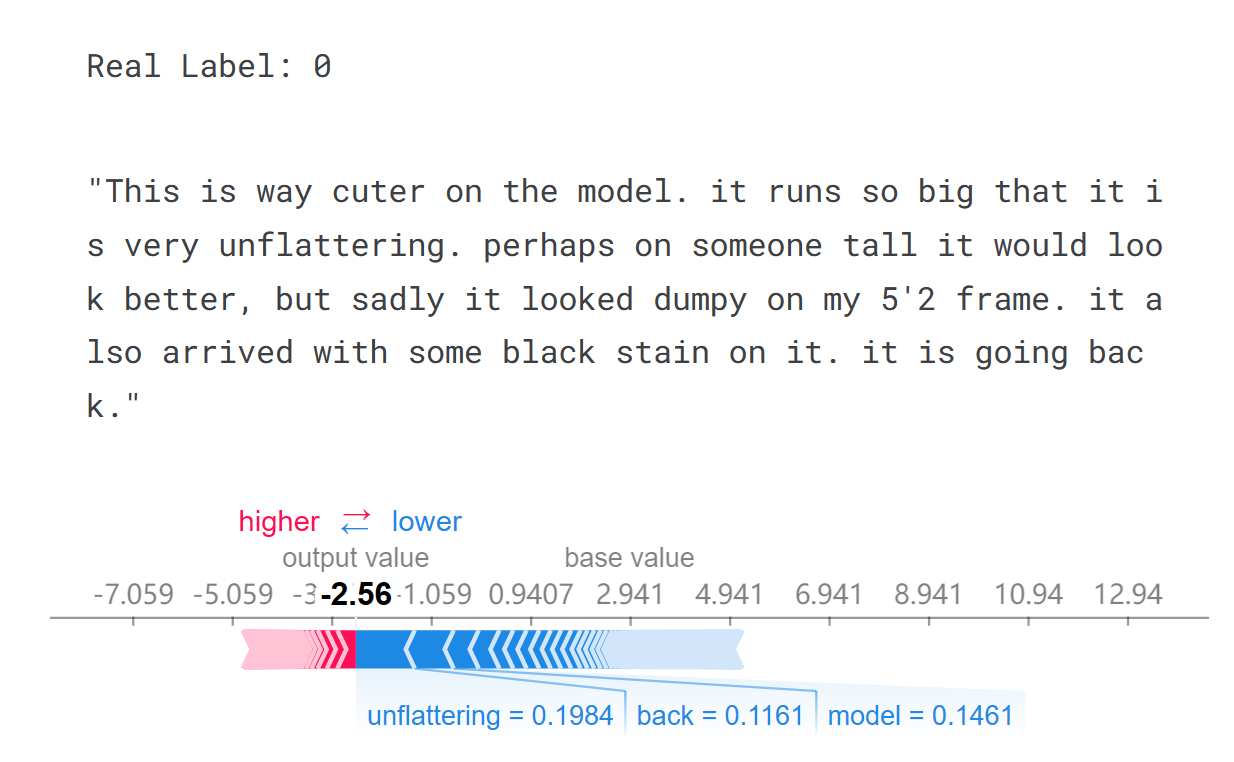 Real Label: 0
"This is way cuter on the model. it runs so big that it i
s very unflattering. perhaps on someone tall it would loo
k better, but sadly it looked dumpy on my 5'2 frame. it a
lso arrived with some black stain on it. it is going bac
k."
higher ⇄ lower
output value base value
-7.059 -5.059 -3 -2.56 -1.059 0.9407 2.941 4.941 6.941 8.941 10.94 12.94
unflattering = 0.1984 back = 0.1161 model = 0.1461